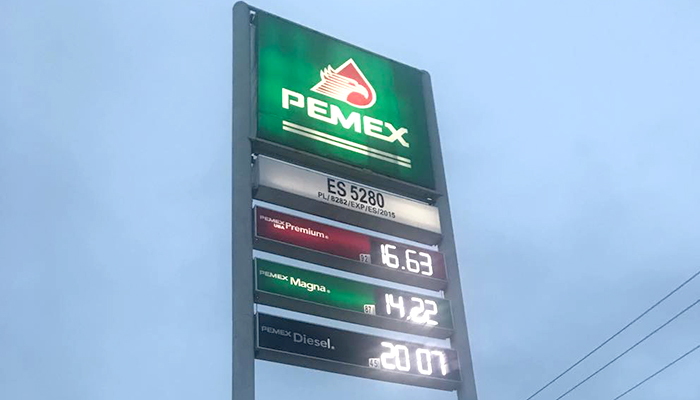 PEMEX
ES 5280
PL/8282/EXP/ES/2015
PEMEX Premium 16.63
PEMEX Magna 87 14.22
PEMEX Diesel 20 07